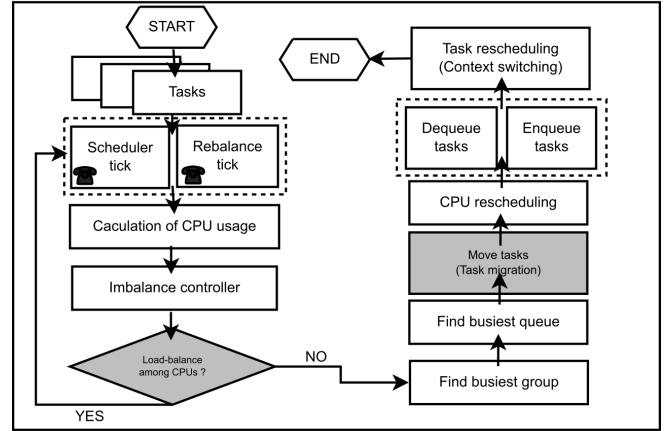 START
Tasks
Scheduler
tick
Rebalance
tick
Caculation of CPU usage
Imbalance controller
Load-balance
among CPUs ?
YES
NO
Find busiest group
Find busiest queue
Move tasks
(Task migration)
CPU rescheduling
Dequeue
tasks
Enqueue
tasks
Task rescheduling
(Context switching)
END